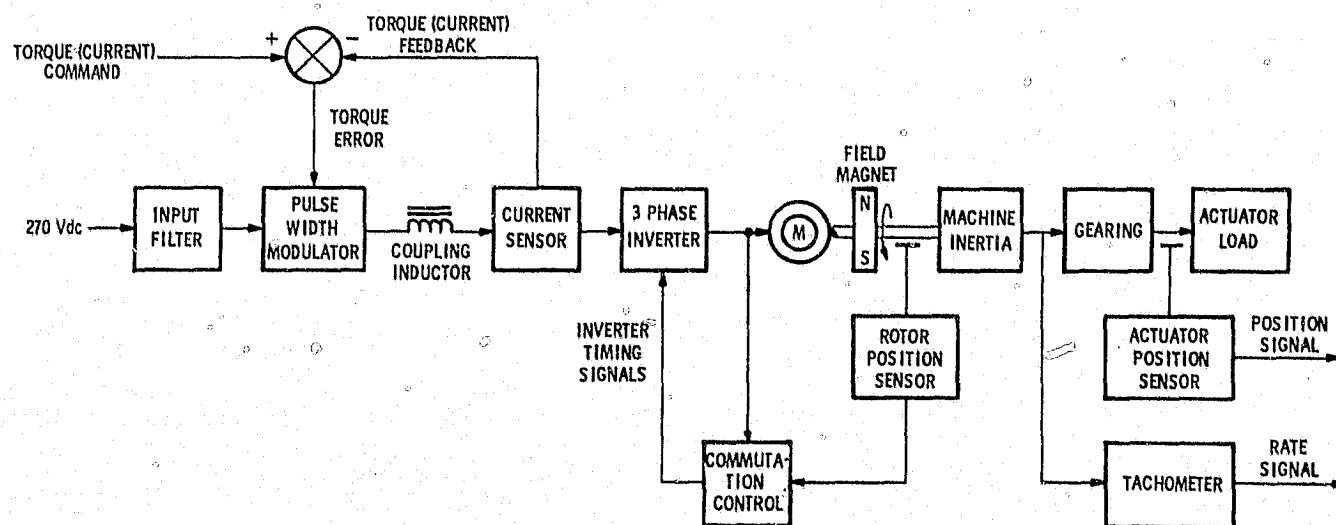 TORQUE (CURRENT)
COMMAND
+
−
TORQUE (CURRENT)
FEEDBACK
TORQUE
ERROR
270 Vdc
INPUT
FILTER
PULSE
WIDTH
MODULATOR
COUPLING
INDUCTOR
CURRENT
SENSOR
3 PHASE
INVERTER
M
FIELD
MAGNET
N
S
MACHINE
INERTIA
GEARING
ACTUATOR
LOAD
INVERTER
TIMING
SIGNALS
ROTOR
POSITION
SENSOR
ACTUATOR
POSITION
SENSOR
POSITION
SIGNAL
COMMUTA-
TION
CONTROL
TACHOMETER
RATE
SIGNAL